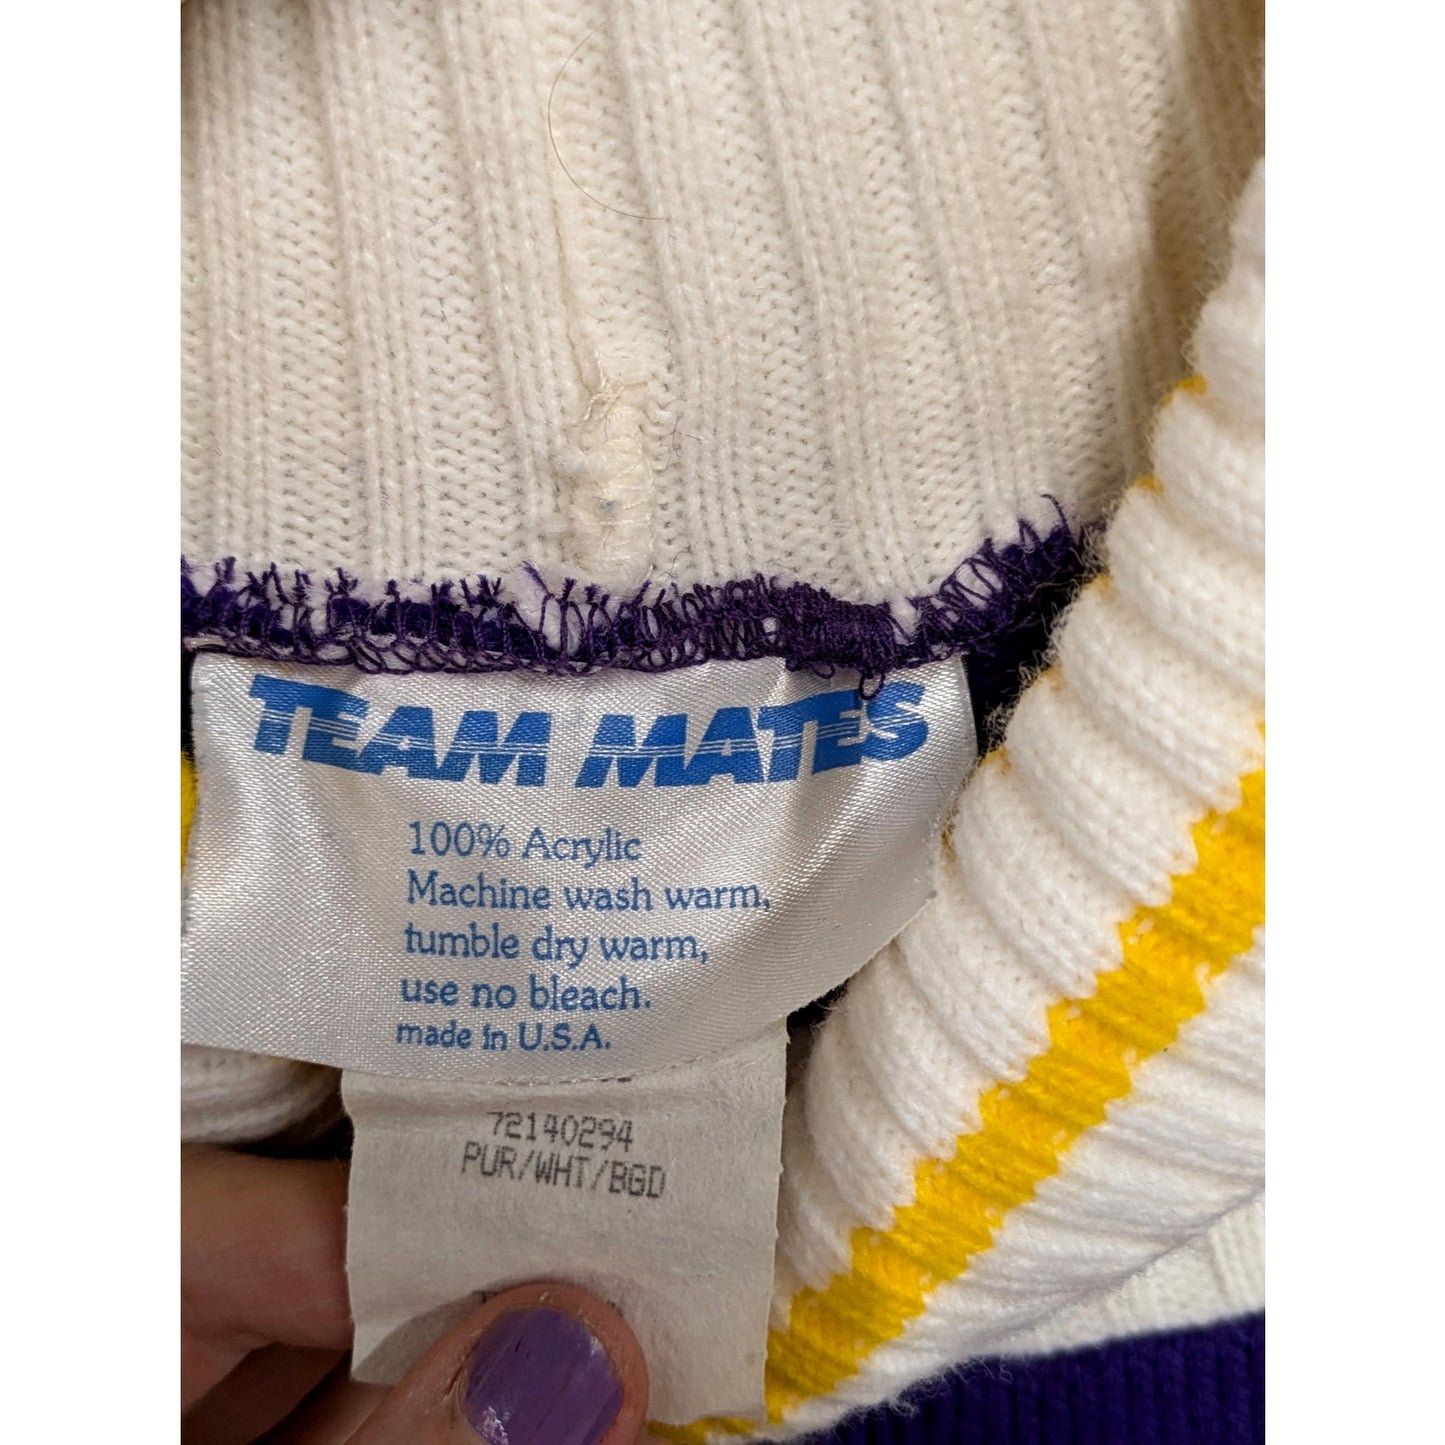 TEAM MATES
100% Acrylic
Machine wash warm,
tumble dry warm,
use no bleach.
made in U.S.A.
72140294
PUR/WHT/BGD